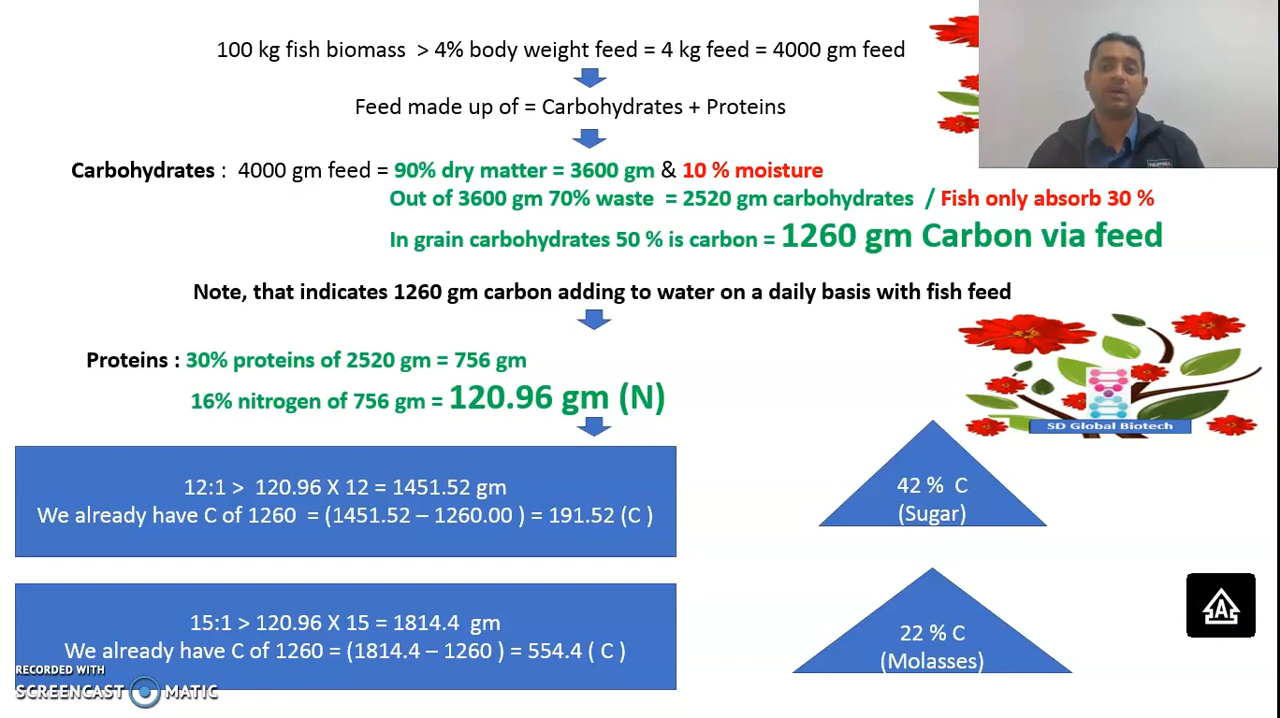 100 kg fish biomass > 4% body weight feed = 4 kg feed = 4000 gm feed
Feed made up of = Carbohydrates + Proteins
Carbohydrates : 4000 gm feed = 90% dry matter = 3600 gm & 10 % moisture
Out of 3600 gm 70% waste = 2520 gm carbohydrates / Fish only absorb 30 %
In grain carbohydrates 50 % is carbon = 1260 gm Carbon via feed
Note, that indicates 1260 gm carbon adding to water on a daily basis with fish feed
Proteins : 30% proteins of 2520 gm = 756 gm
16% nitrogen of 756 gm = 120.96 gm (N)
SD Global Biotech
12:1 > 120.96 X 12 = 1451.52 gm
We already have C of 1260 = (1451.52 – 1260.00 ) = 191.52 (C )
42 % C
(Sugar)
15:1 > 120.96 X 15 = 1814.4 gm
We already have C of 1260 = (1814.4 – 1260 ) = 554.4 ( C )
22 % C
(Molasses)
A
RECORDED WITH
SCREENCAST MATIC